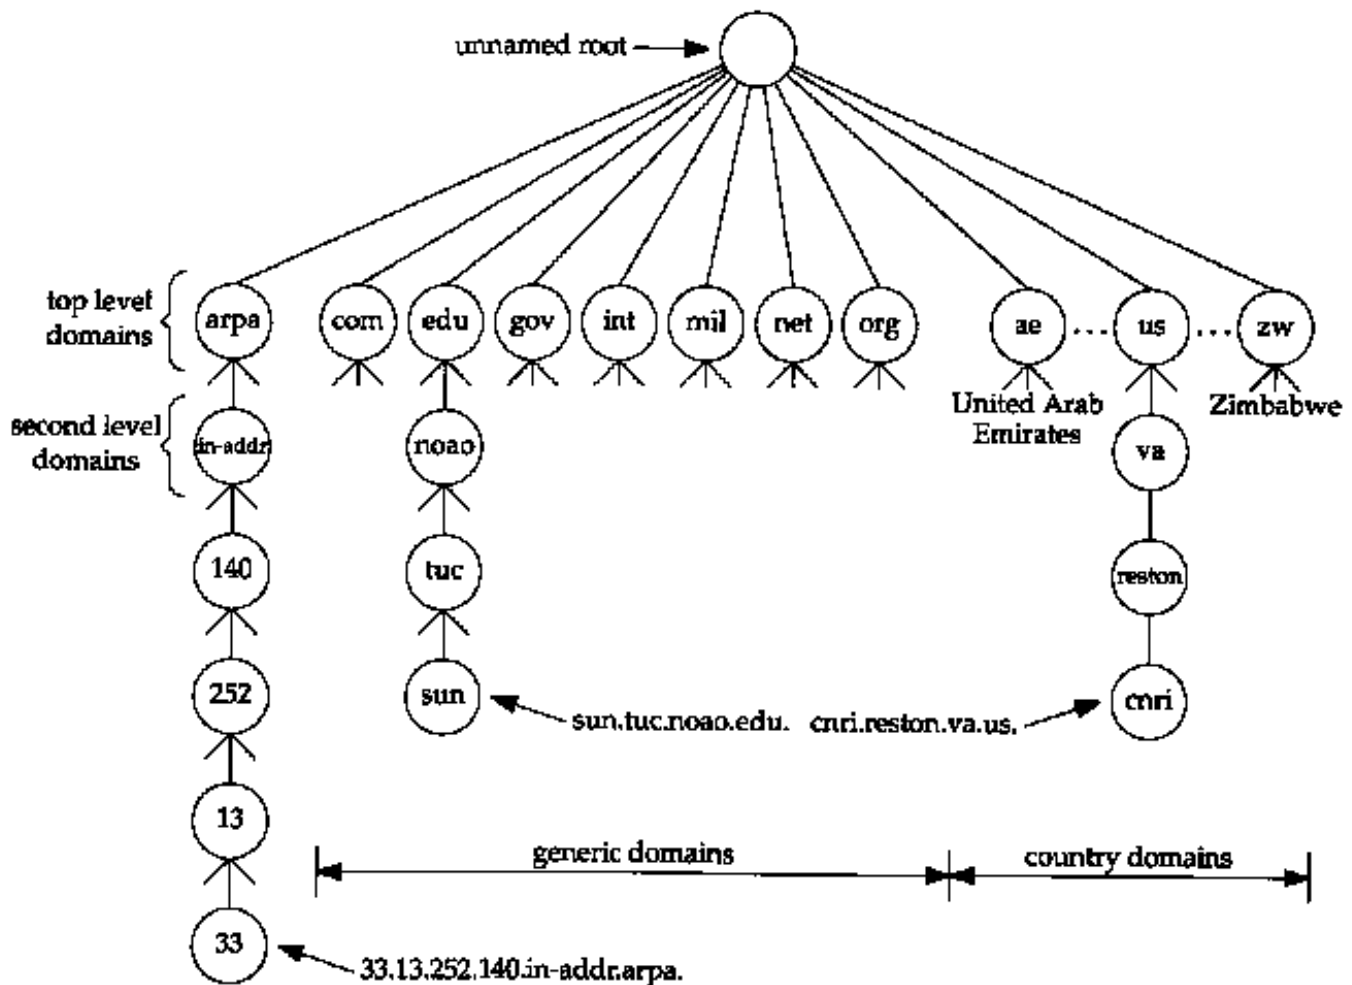 unnamed root
top level
domains
arpa
com
edu
gov
int
mil
net
org
ae
...
us
...
zw
United Arab
Emirates
Zimbabwe
second level
domains
in-addr
noao
va
140
tuc
reston
252
sun
cnri
sun.tuc.noao.edu.
cnri.reston.va.us.
13
generic domains
country domains
33
33.13.252.140.in-addr.arpa.